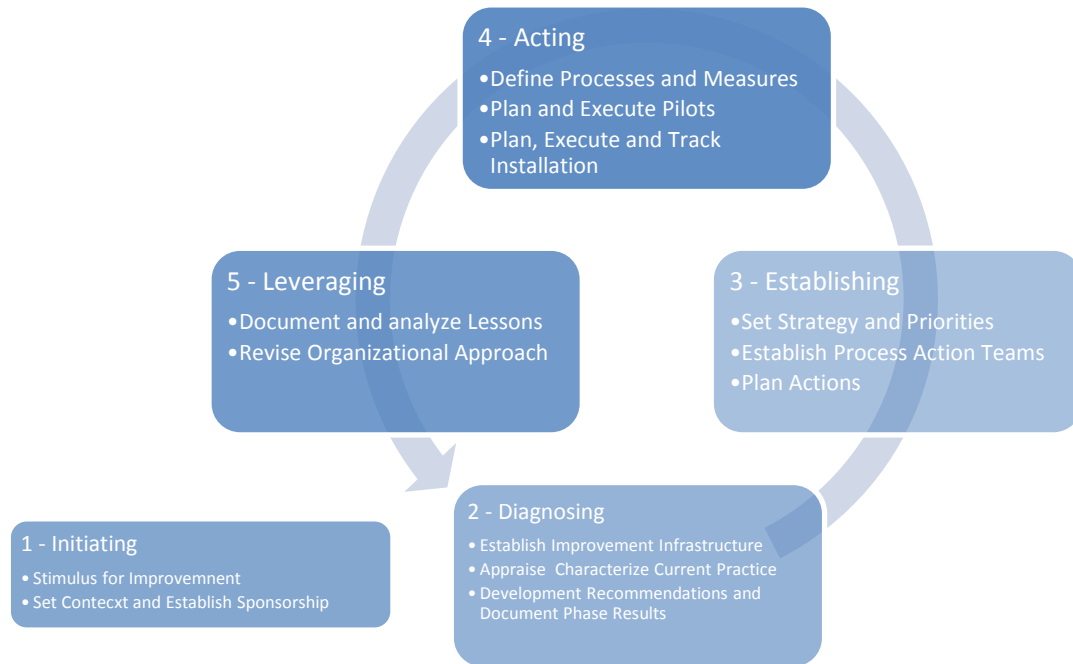 4 - Acting
•Define Processes and Measures
•Plan and Execute Pilots
•Plan, Execute and Track
Installation
5 - Leveraging
•Document and analyze Lessons
•Revise Organizational Approach
3 - Establishing
•Set Strategy and Priorities
•Establish Process Action Teams
•Plan Actions
1 - Initiating
• Stimulus for Improvemnent
• Set Contecxt and Establish Sponsorship
2 - Diagnosing
• Establish Improvement Infrastructure
• Appraise Characterize Current Practice
• Development Recommendations and
Document Phase Results